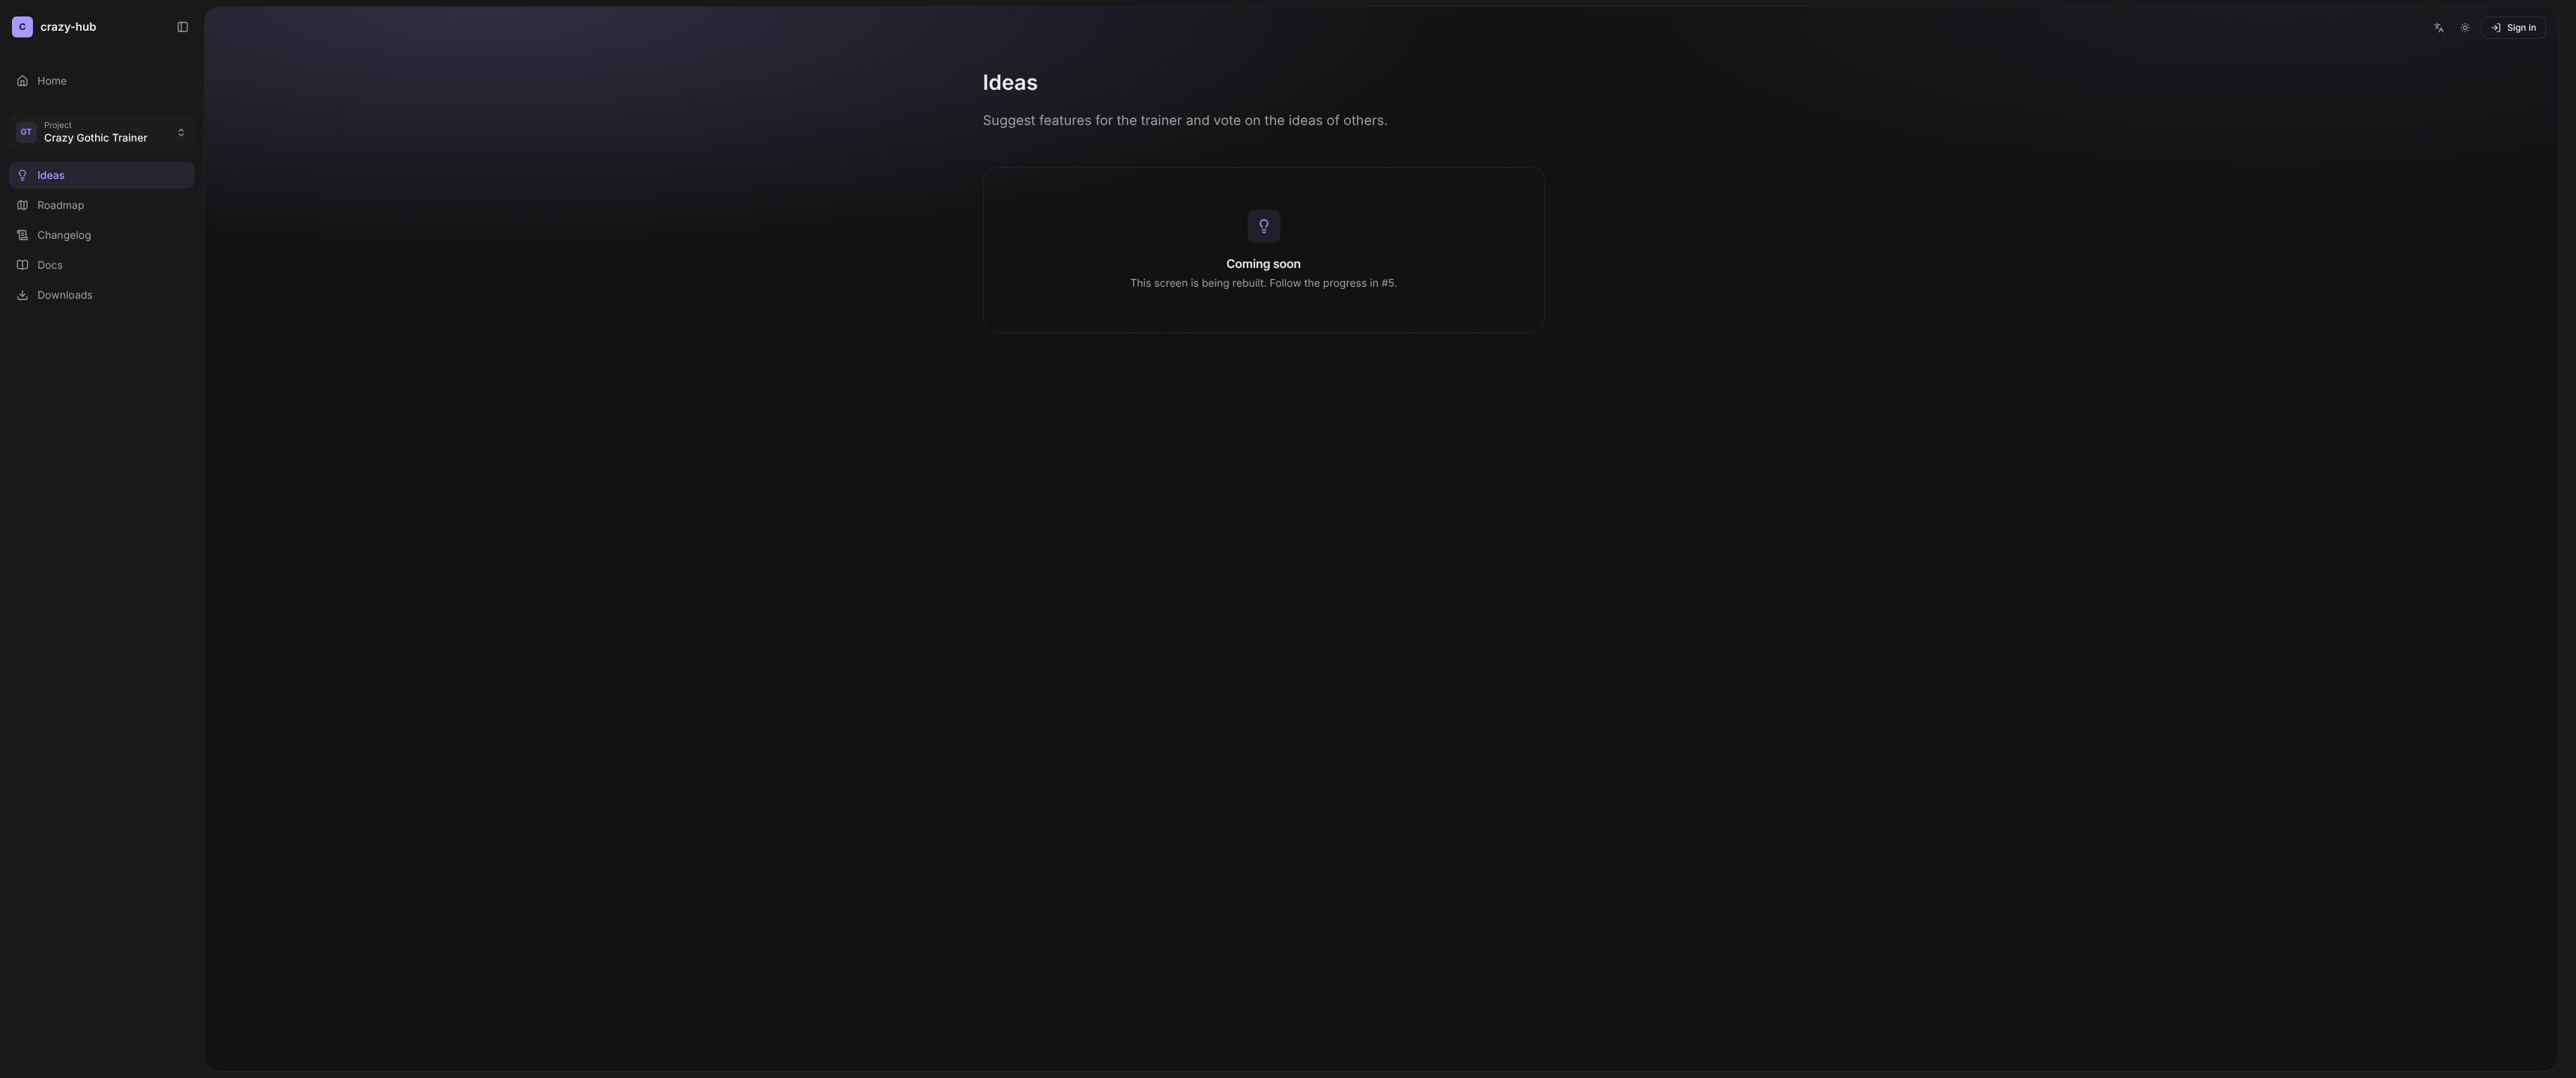 C
crazy-hub
Sign in
Home
GT
Project
Crazy Gothic Trainer
Ideas
Roadmap
Changelog
Docs
Downloads
Ideas
Suggest features for the trainer and vote on the ideas of others.
Coming soon
This screen is being rebuilt. Follow the progress in #5.